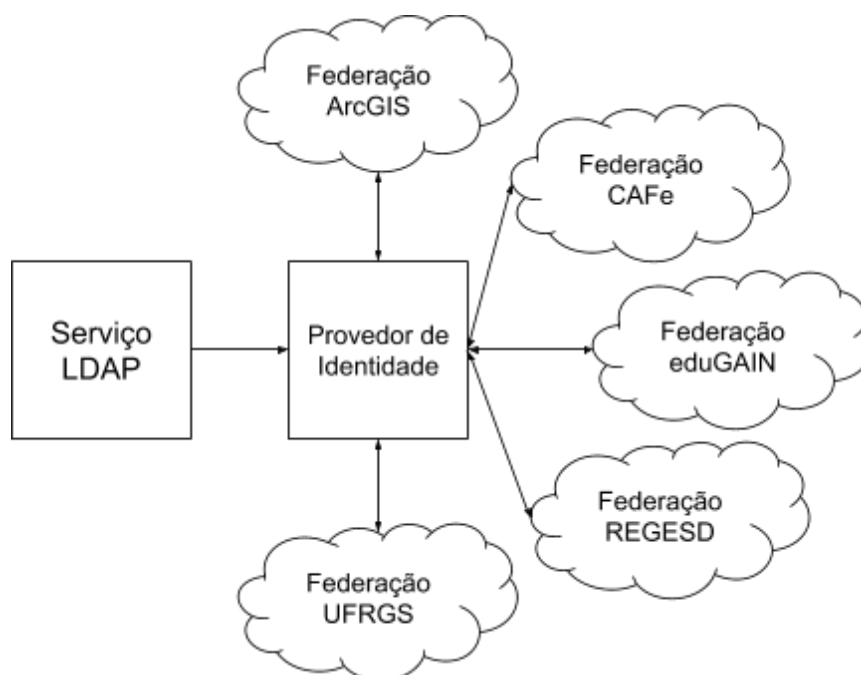 Federação
ArcGIS
Federação
CAFe
Serviço
LDAP
Provedor de
Identidade
Federação
eduGAIN
Federação
REGESD
Federação
UFRGS